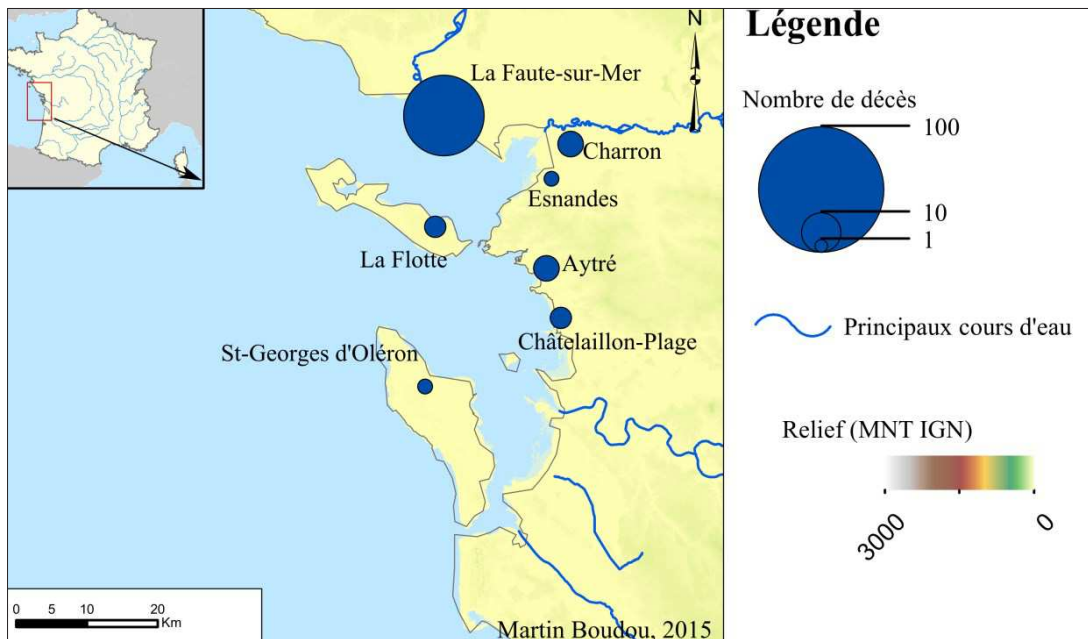 N
La Faute-sur-Mer
Charron
Esnandes
La Flotte
Aytré
Châtelaillon-Plage
St-Georges d'Oléron
0 5 10 20
Km
Martin Boudou, 2015
Légende
Nombre de décès
100
10
1
Principaux cours d'eau
Relief (MNT IGN)
3000 0